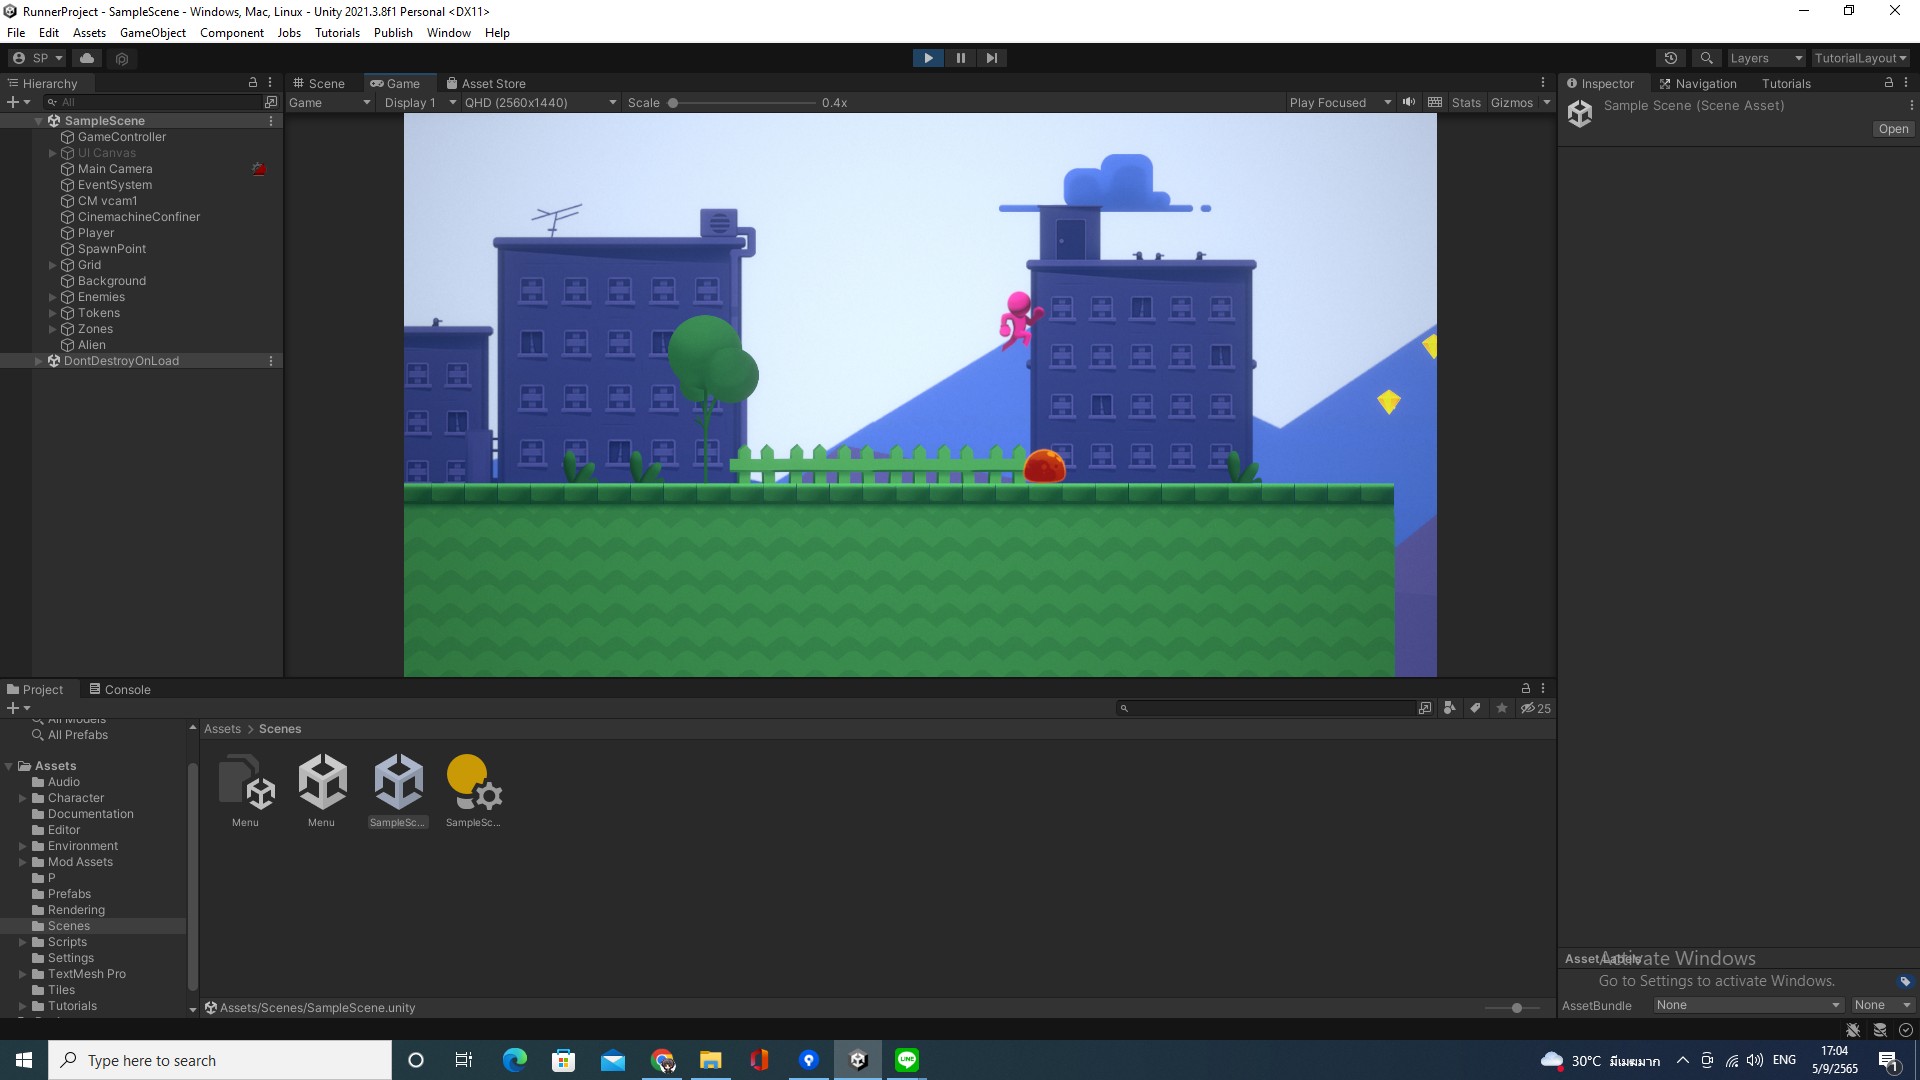 RunnerProject - SampleScene - Windows, Mac, Linux - Unity 2021.3.8f1 Personal <DX11>
File Edit Assets GameObject Component Jobs Tutorials Publish Window Help
SP Layers TutorialLayout
Hierarchy
All
SampleScene
GameController
UI Canvas
Main Camera
EventSystem
CM vcam1
CinemachineConfiner
Player
SpawnPoint
Grid
Background
Enemies
Tokens
Zones
Alien
DontDestroyOnLoad
Scene Game Asset Store
Game Display 1 QHD (2560x1440) Scale 0.4x Play Focused Stats Gizmos
Inspector Navigation Tutorials
Sample Scene (Scene Asset)
Open
Project Console
25
All Models
All Prefabs
Assets
Audio
Character
Documentation
Editor
Environment
Mod Assets
P
Prefabs
Rendering
Scenes
Scripts
Settings
TextMesh Pro
Tiles
Tutorials
Assets > Scenes
Menu Menu SampleSc... SampleSc...
Assets/Scenes/SampleScene.unity
Asset Labels
Activate Windows
Go to Settings to activate Windows.
AssetBundle None None
Type here to search
30°C มีเมฆมาก ENG
17:04
5/9/2565
1
LINE